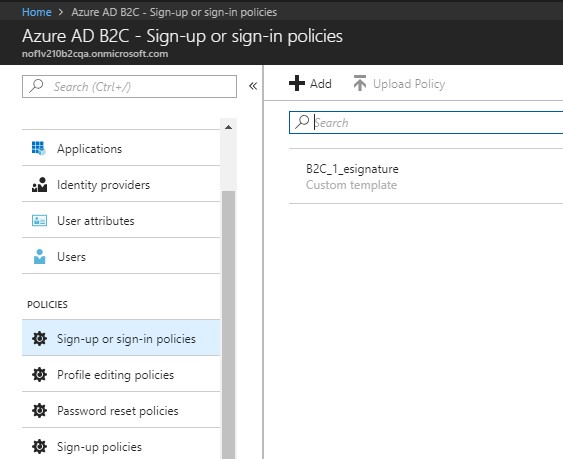 Home > Azure AD B2C - Sign-up or sign-in policies
Azure AD B2C - Sign-up or sign-in policies
nof1v210b2cqa.onmicrosoft.com
Search (Ctrl+/)
«
Add
Upload Policy
Search
Applications
Identity providers
User attributes
Users
POLICIES
Sign-up or sign-in policies
Profile editing policies
Password reset policies
Sign-up policies
B2C_1_esignature
Custom template